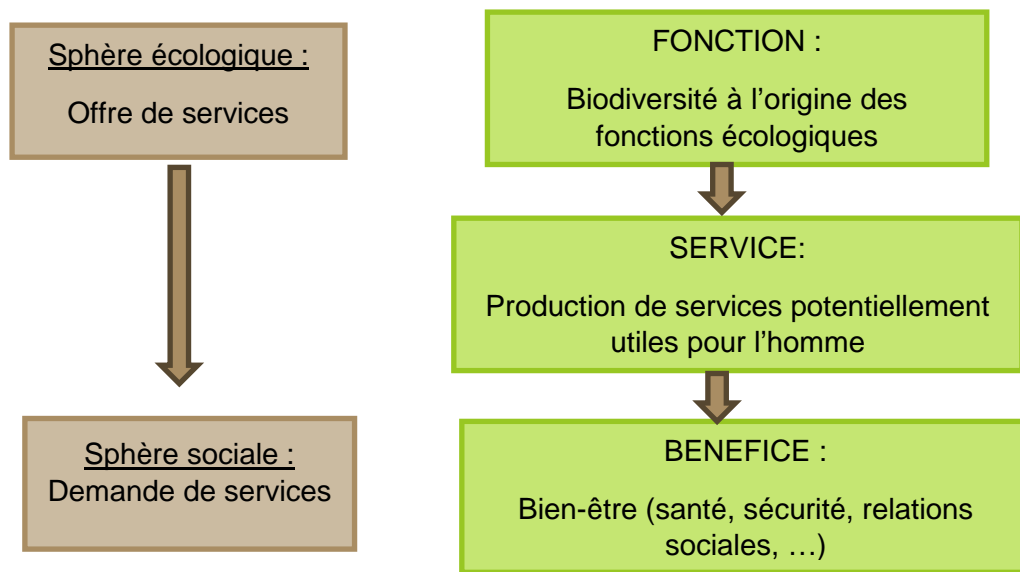 Sphère écologique :
Offre de services
Sphère sociale :
Demande de services
FONCTION :
Biodiversité à l’origine des
fonctions écologiques
SERVICE:
Production de services potentiellement
utiles pour l’homme
BENEFICE :
Bien-être (santé, sécurité, relations
sociales, …)